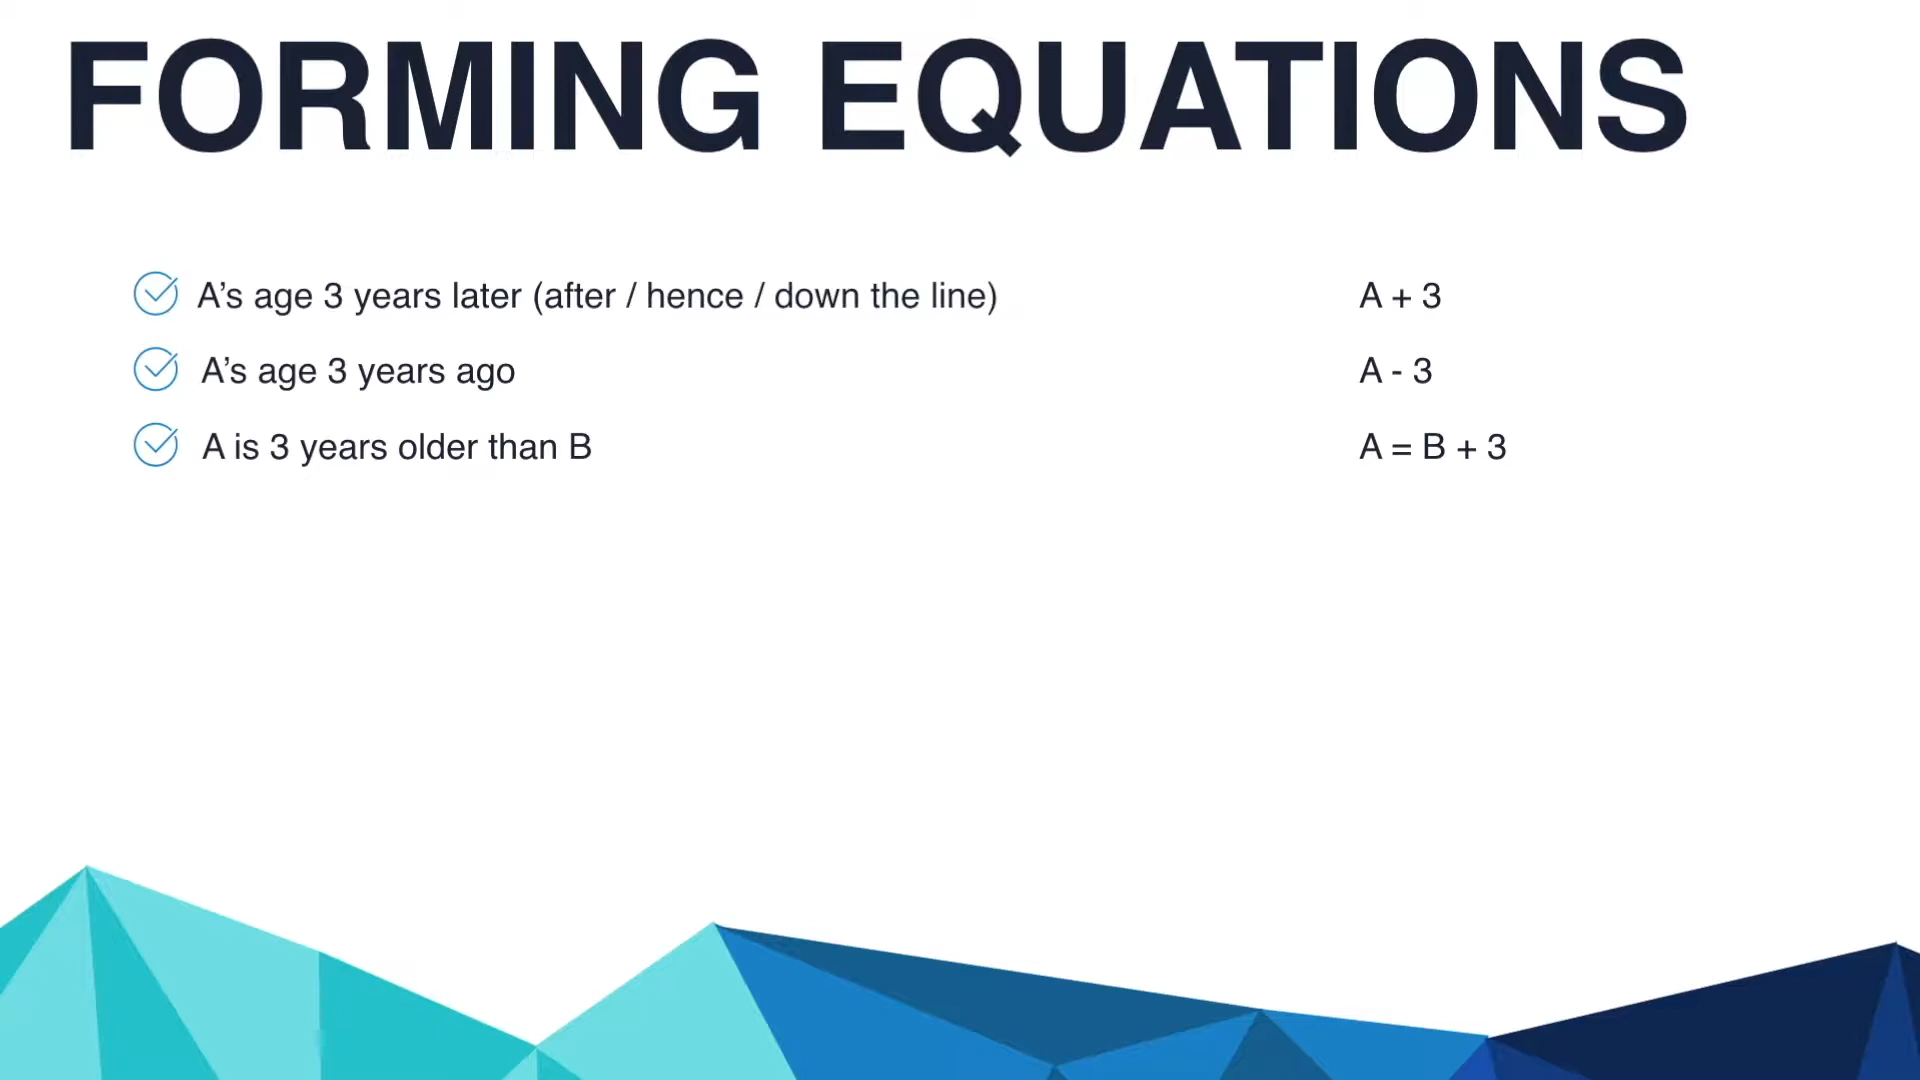 FORMING EQUATIONS
A’s age 3 years later (after / hence / down the line) A + 3
A’s age 3 years ago A - 3
A is 3 years older than B A = B + 3